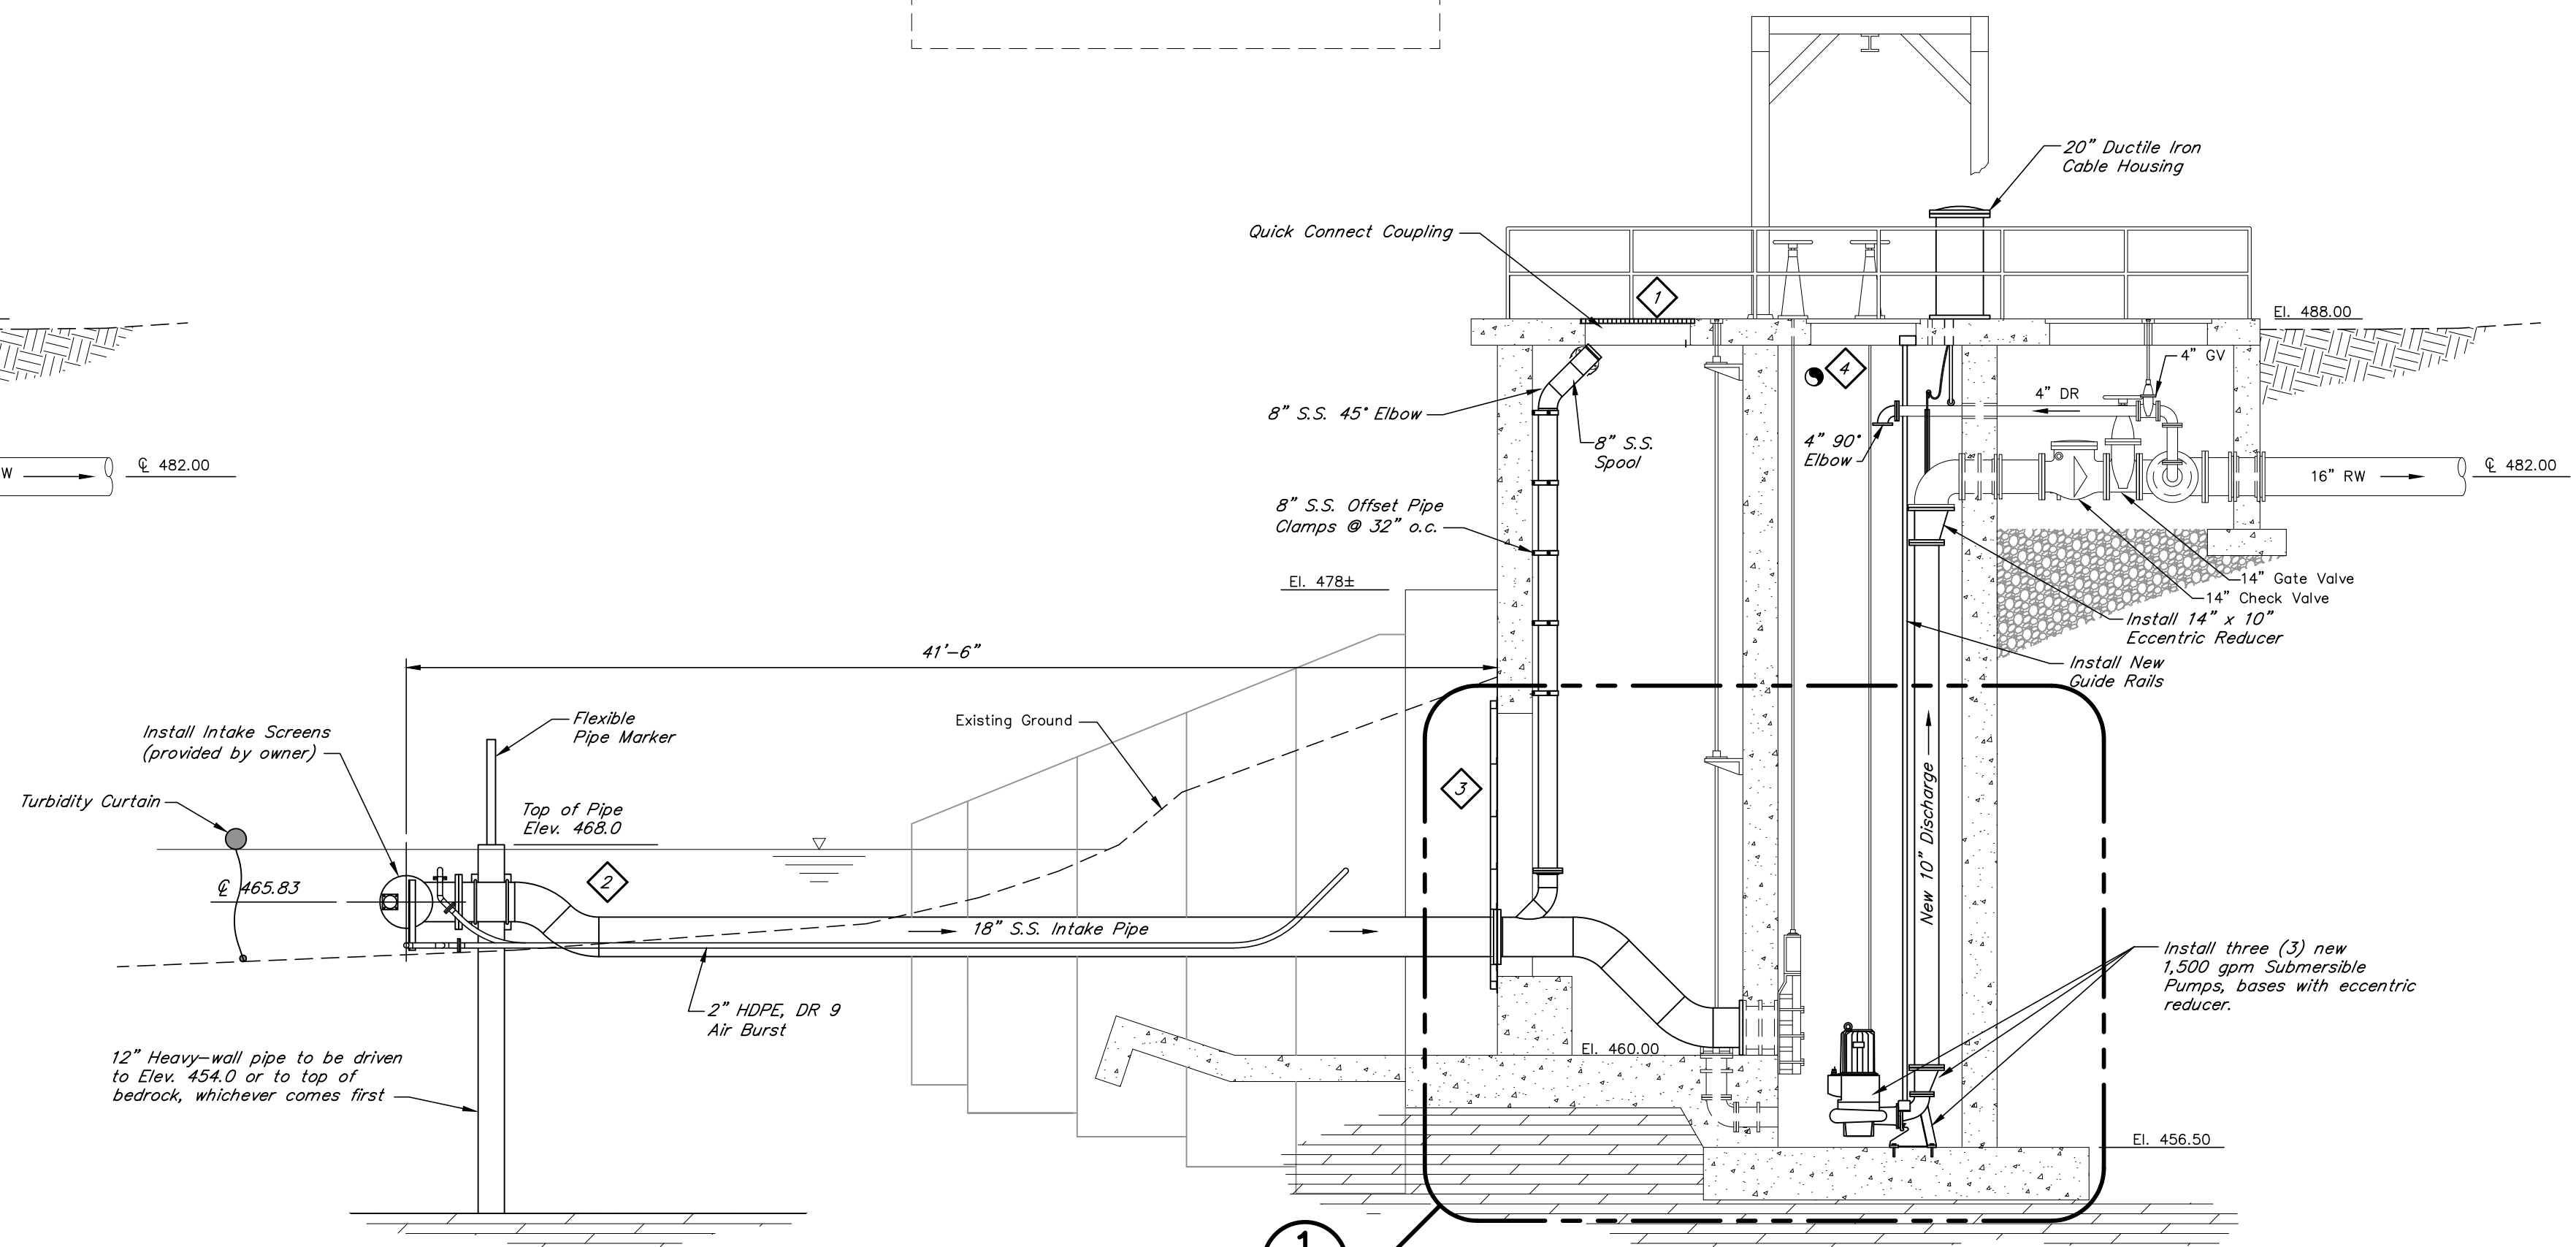 20” Ductile Iron
Cable Housing
Quick Connect Coupling
1
El. 488.00
4” GV
4
4” DR
8” S.S. 45° Elbow
8” S.S.
Spool
4” 90°
Elbow
W
℄ 482.00
16” RW
℄ 482.00
8” S.S. Offset Pipe
Clamps @ 32” o.c.
El. 478±
14” Gate Valve
14” Check Valve
Install 14” x 10”
Eccentric Reducer
Install New
Guide Rails
41’-6”
Flexible
Pipe Marker
Existing Ground
Install Intake Screens
(provided by owner)
3
Turbidity Curtain
Top of Pipe
Elev. 468.0
New 10” Discharge
2
℄ 465.83
18” S.S. Intake Pipe
Install three (3) new
1,500 gpm Submersible
Pumps, bases with eccentric
reducer.
2” HDPE, DR 9
Air Burst
12” Heavy-wall pipe to be driven
to Elev. 454.0 or to top of
bedrock, whichever comes first
El. 460.00
El. 456.50
1